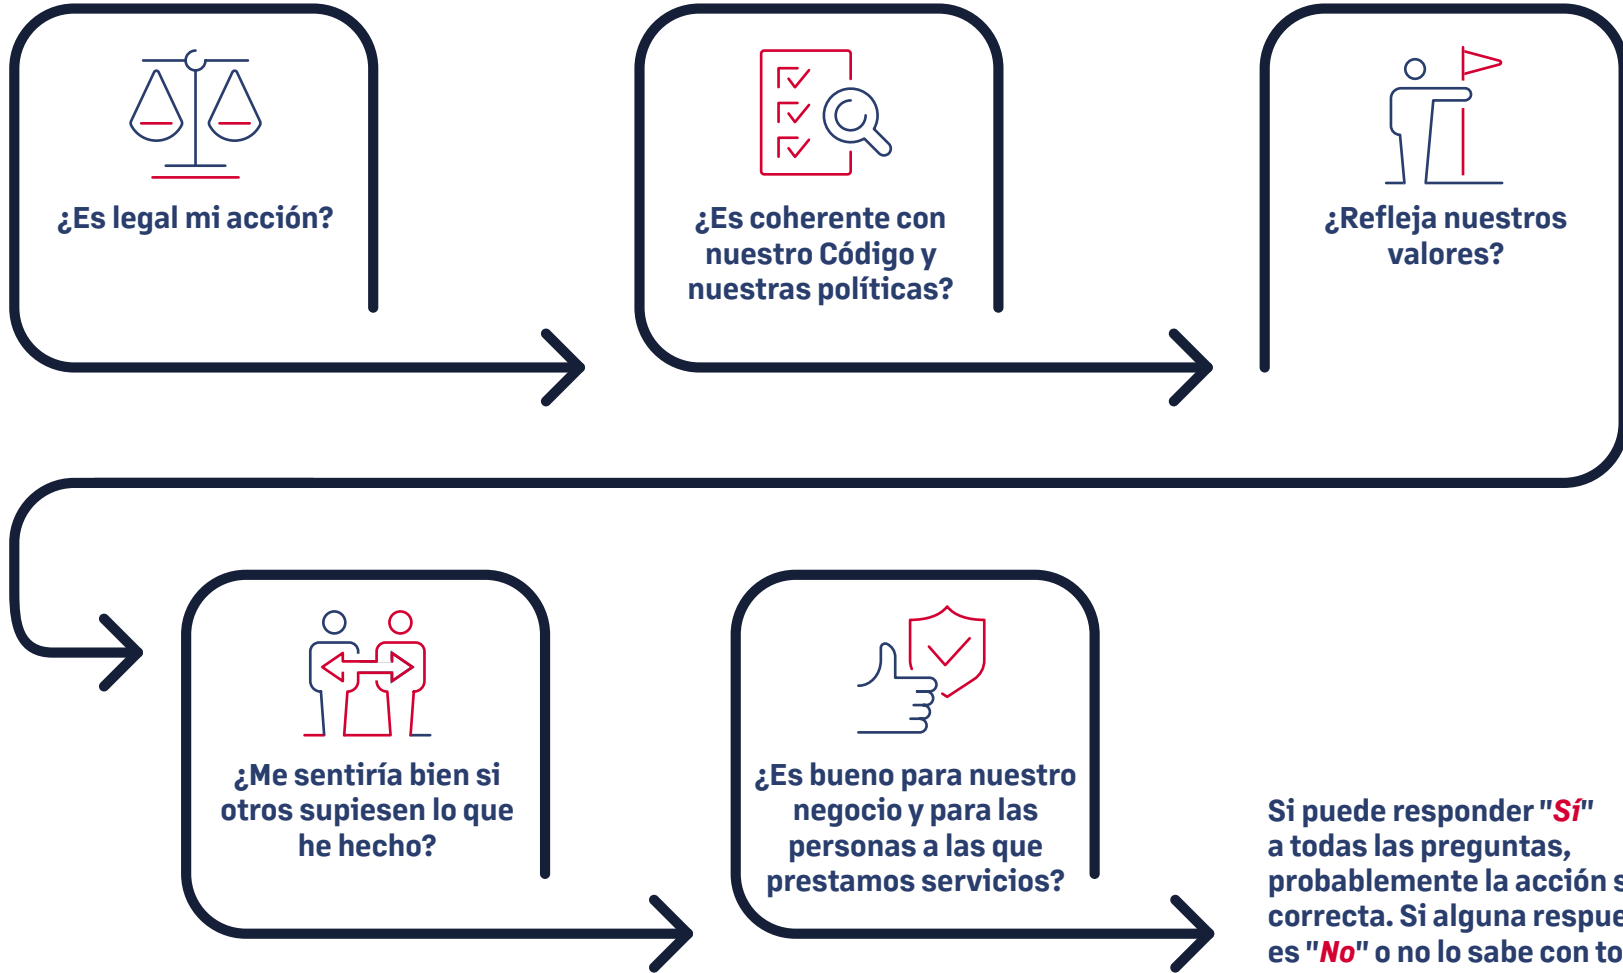 ¿Es legal mi acción?
¿Es coherente con
nuestro Código y
nuestras políticas?
¿Refleja nuestros
valores?
¿Me sentiría bien si
otros supiesen lo que
he hecho?
¿Es bueno para nuestro
negocio y para las
personas a las que
prestamos servicios?
Si puede responder "Sí"
a todas las preguntas,
probablemente la acción
correcta. Si alguna
es "No" o no lo sabe con